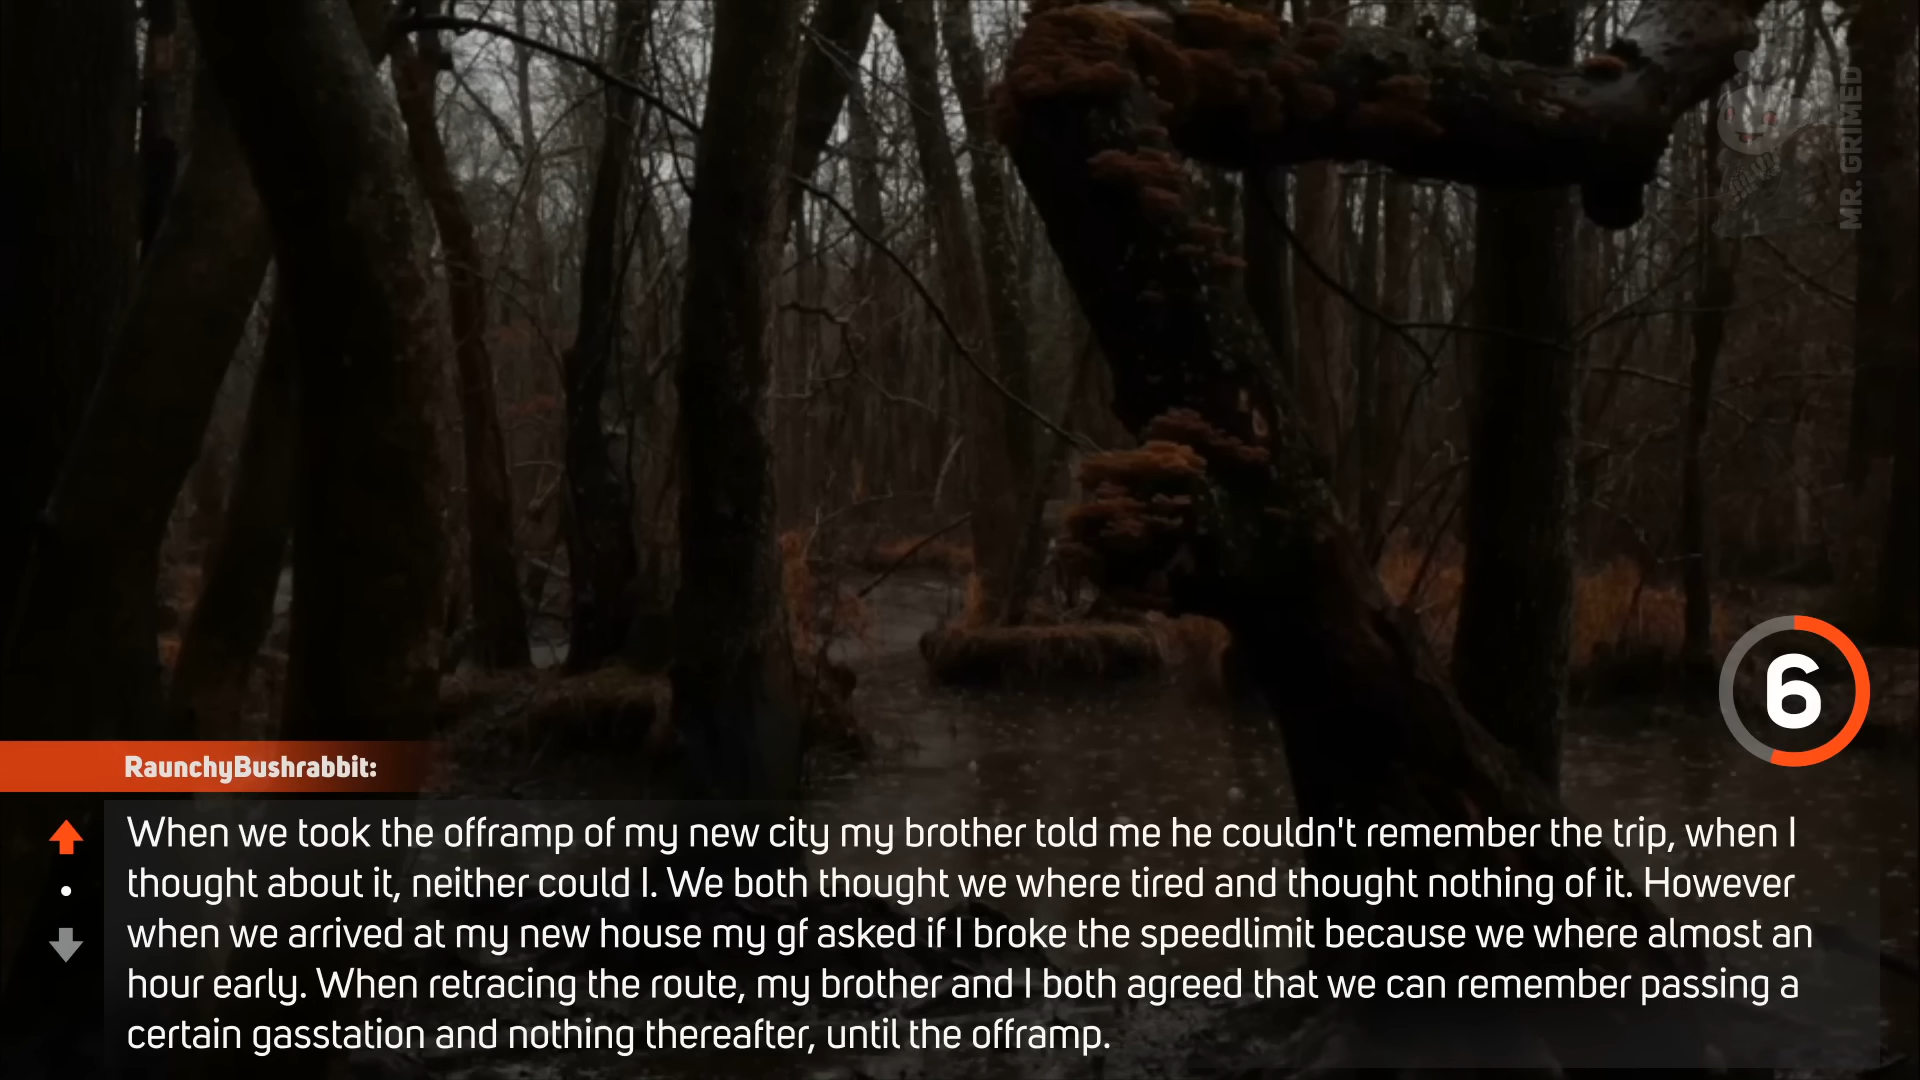 MR. GRIMED
6
RaunchyBushrabbit:
When we took the offramp of my new city my brother told me he couldn't remember the trip, when I
thought about it, neither could I. We both thought we where tired and thought nothing of it. However
when we arrived at my new house my gf asked if I broke the speedlimit because we where almost an
hour early. When retracing the route, my brother and I both agreed that we can remember passing a
certain gasstation and nothing thereafter, until the offramp.